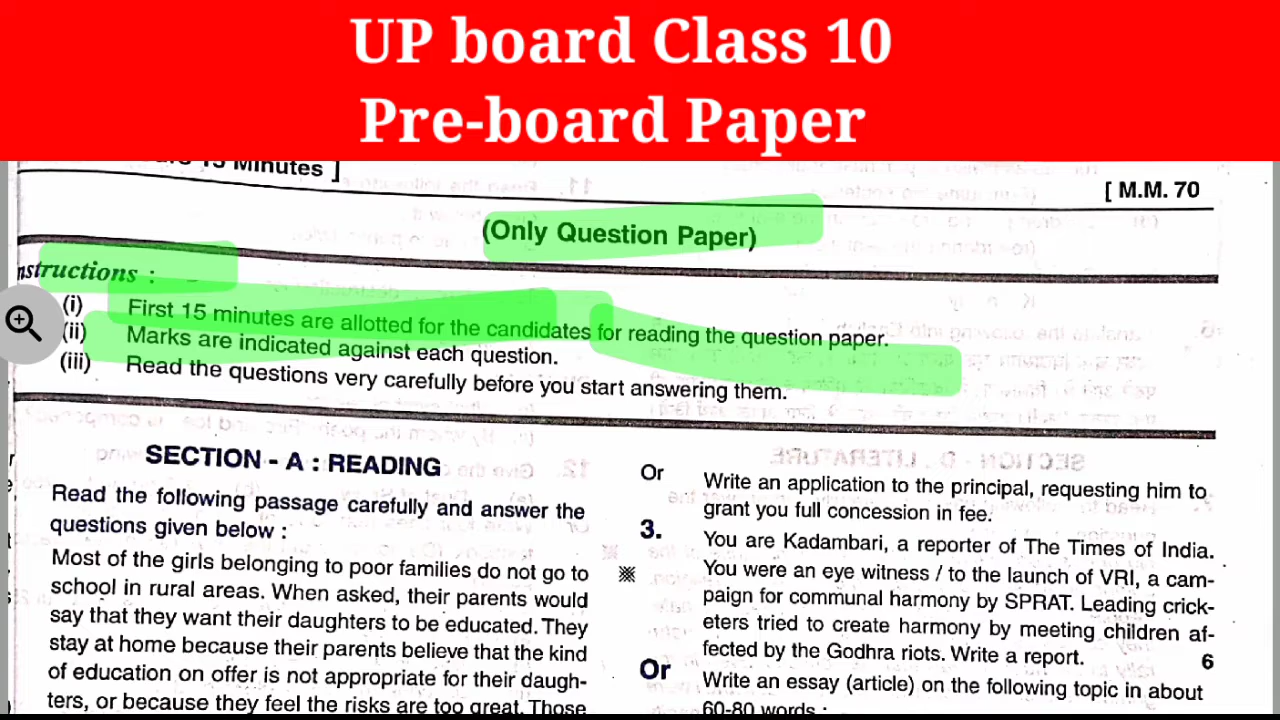 UP board Class 10
Pre-board Paper
15 Minutes ]
[ M.M. 70
(Only Question Paper)
nstructions :
(i) First 15 minutes are allotted for the candidates for reading the question paper.
(ii) Marks are indicated against each question.
(iii) Read the questions very carefully before you start answering them.
SECTION - A : READING
Read the following passage carefully and answer the
questions given below :
Most of the girls belonging to poor families do not go to
school in rural areas. When asked, their parents would
say that they want their daughters to be educated. They
stay at home because their parents believe that the kind
of education on offer is not appropriate for their daugh-
ters, or because they feel the risks are too great. Those
Or Write an application to the principal, requesting him to
grant you full concession in fee.
3. You are Kadambari, a reporter of The Times of India.
You were an eye witness / to the launch of VRI, a cam-
paign for communal harmony by SPRAT. Leading crick-
eters tried to create harmony by meeting children af-
fected by the Godhra riots. Write a report. 6
Or Write an essay (article) on the following topic in about
60-80 words :